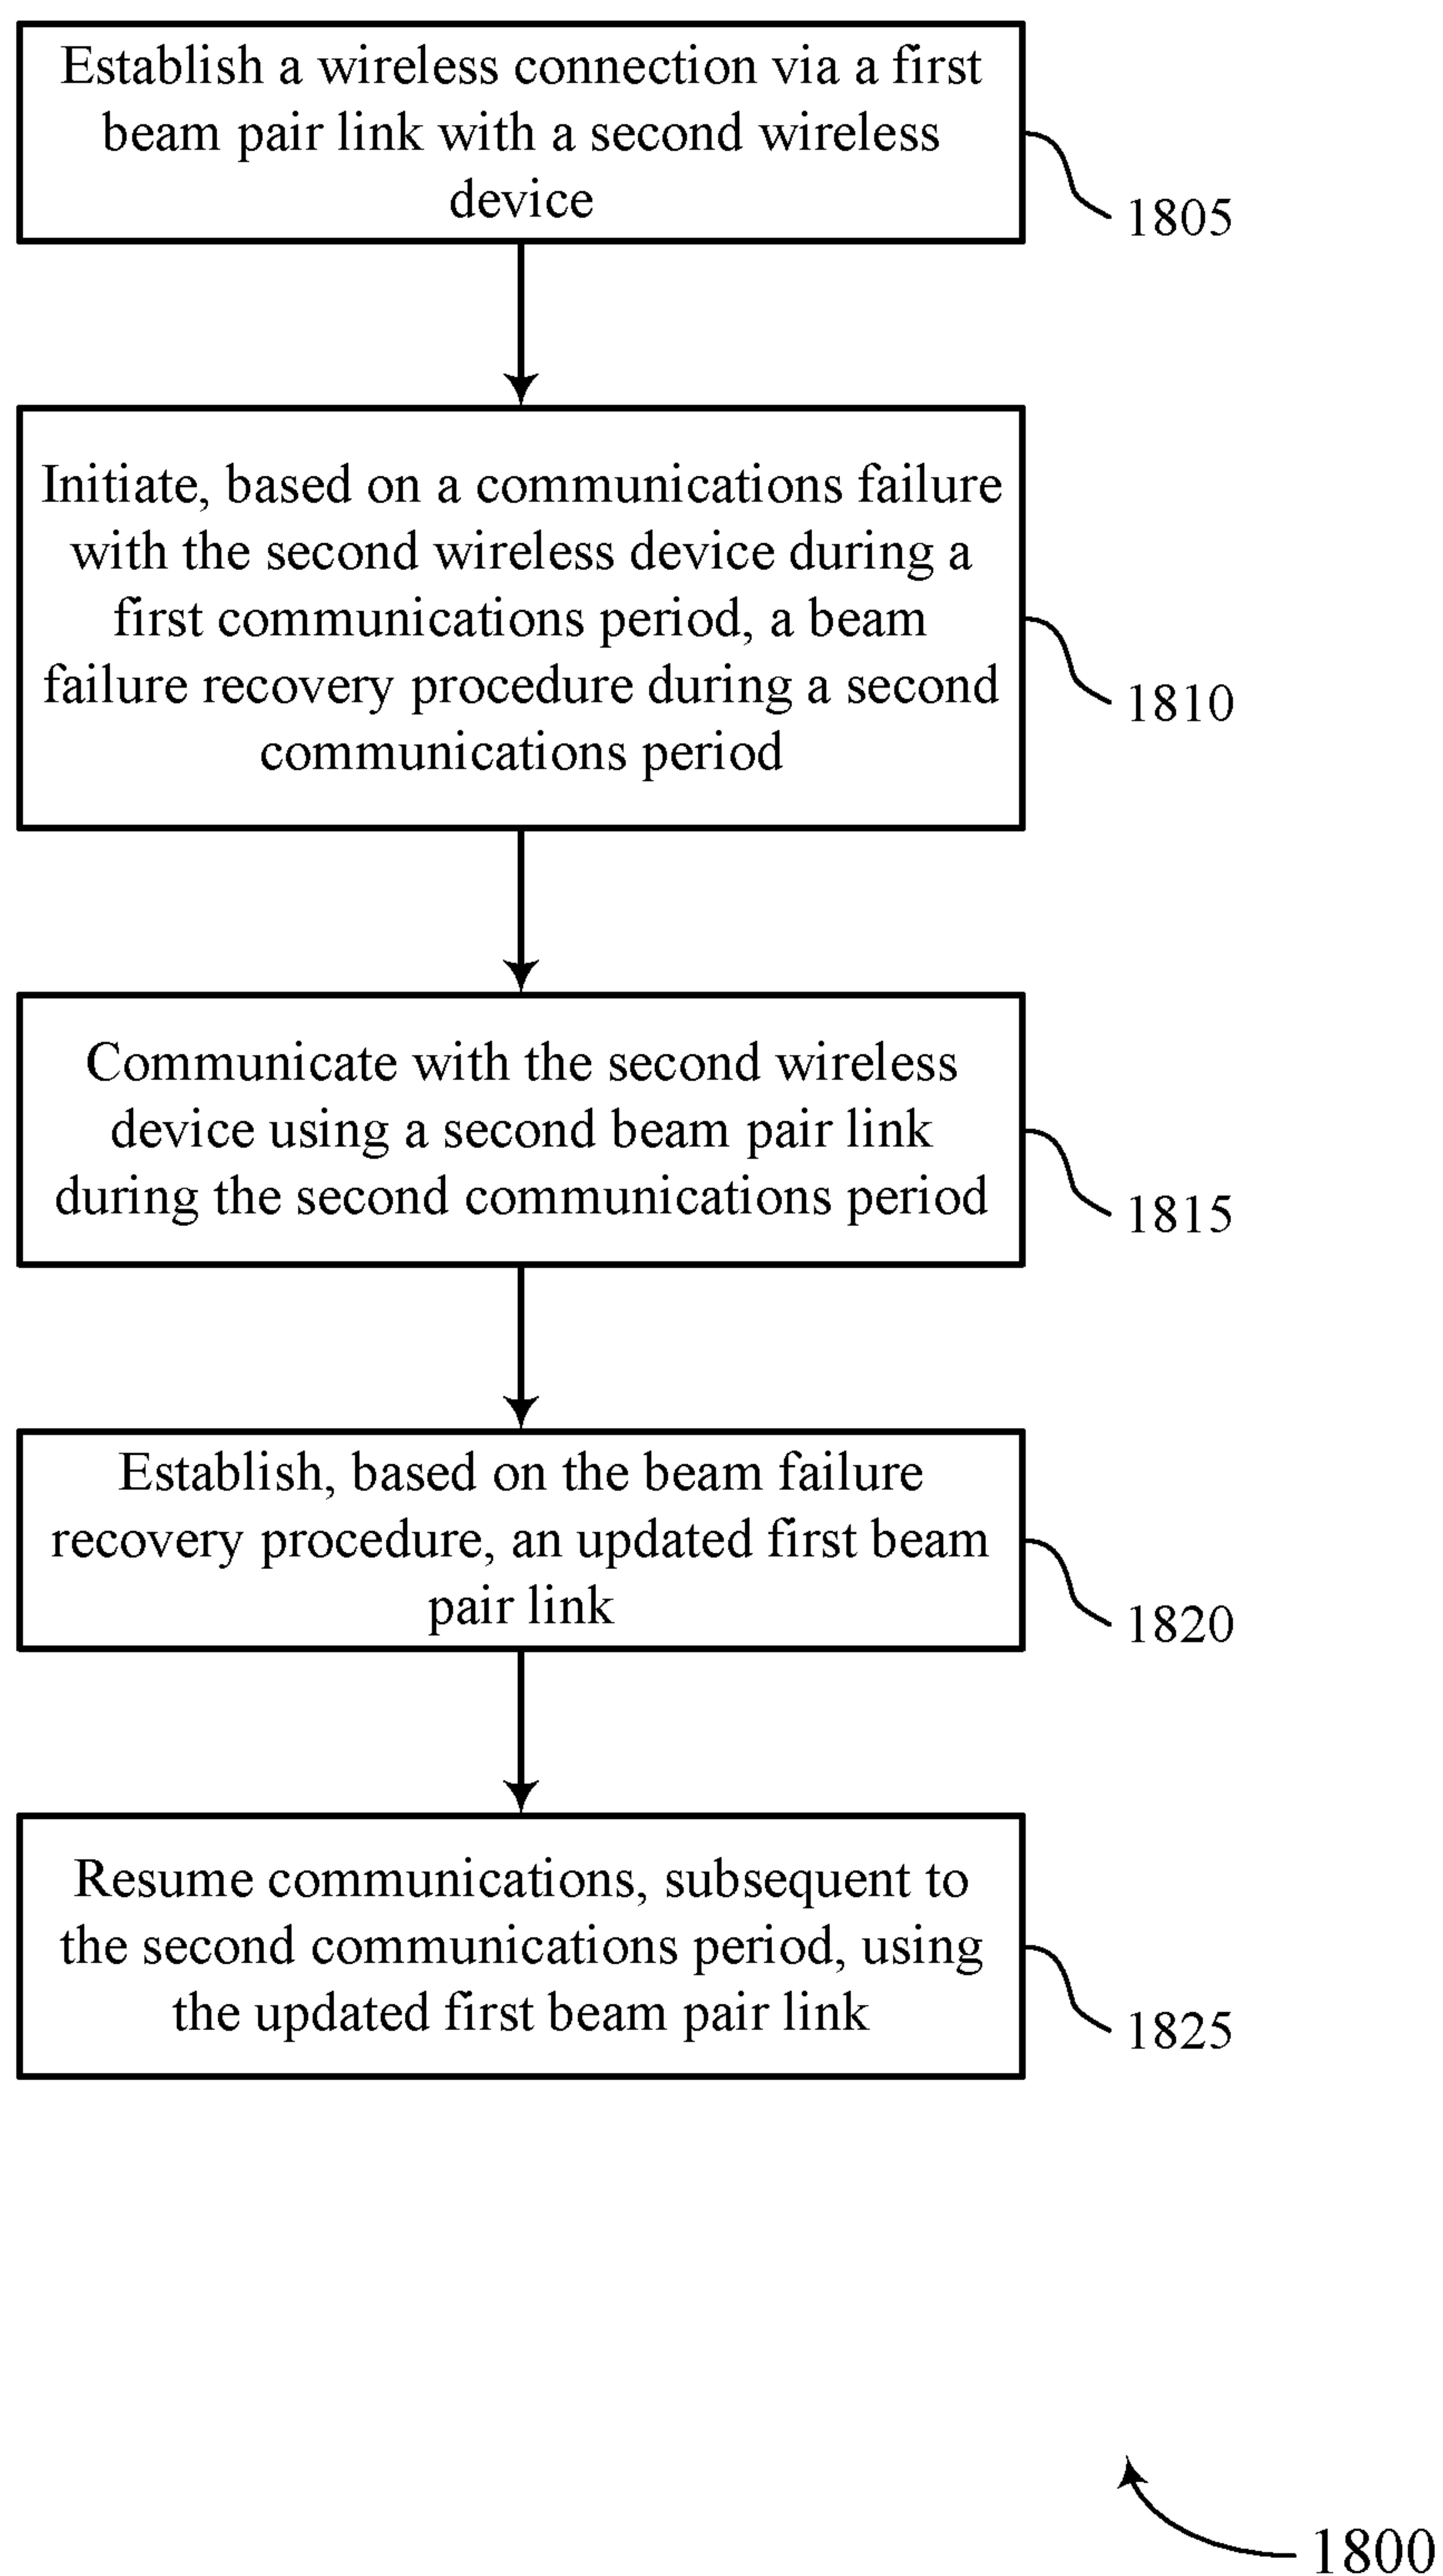 Establish a wireless connection via a first
beam pair link with a second wireless
device
1805
Initiate, based on a communications failure
with the second wireless device during a
first communications period, a beam
failure recovery procedure during a second
communications period
1810
Communicate with the second wireless
device using a second beam pair link
during the second communications period
1815
Establish, based on the beam failure
recovery procedure, an updated first beam
pair link
1820
Resume communications, subsequent to
the second communications period, using
the updated first beam pair link
1825
1800